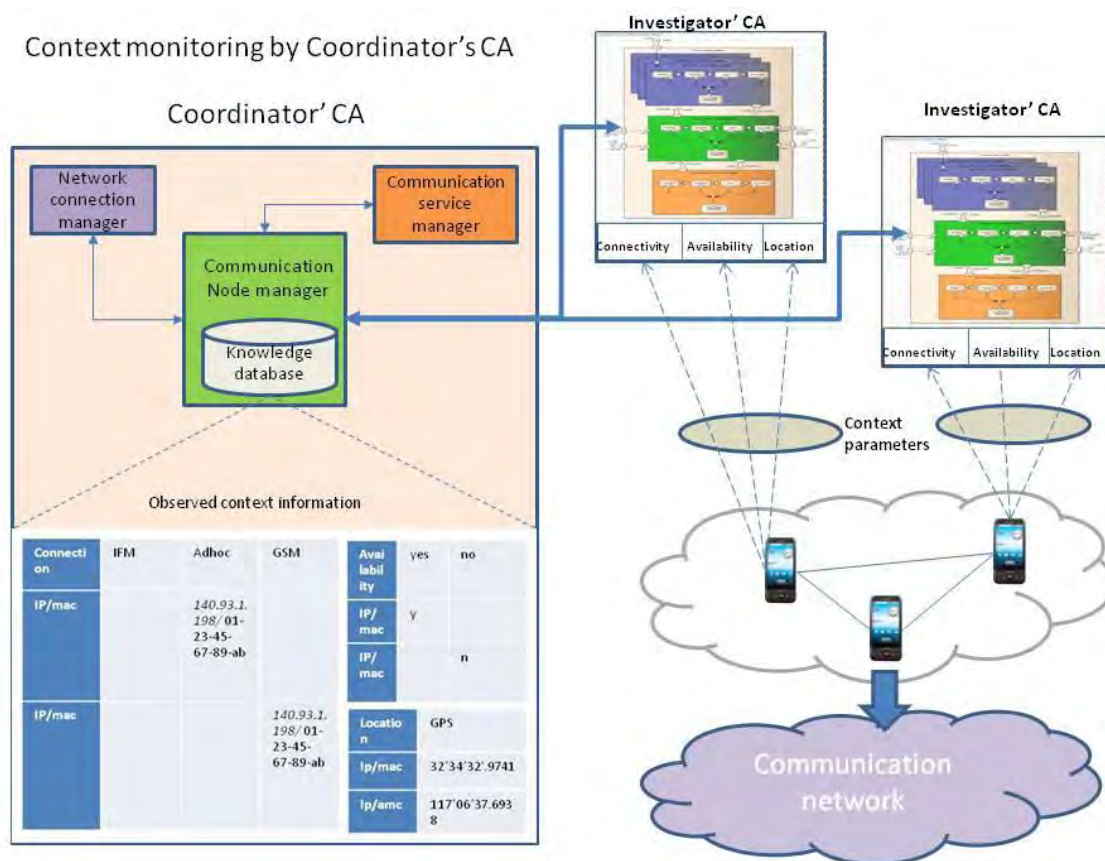 Context monitoring by Coordinator's CA
Coordinator' CA
Network
connection
manager
Communication
service
manager
Communication
Node manager
Knowledge
database
Observed context information
Connecti
on
IFM
Adhoc
GSM
IP/mac
140.93.1.
198/01-
23-45-
67-89-ab
IP/mac
140.93.1.
198/01-
23-45-
67-89-ab
Avai
labil
ity
yes
no
IP/
mac
y
IP/
mac
n
Locatio
n
GPS
Ip/mac
32'34'32'.9741
Ip/amc
117'06'37.693
8
Investigator' CA
Connectivity
Availability
Location
Investigator' CA
Connectivity
Availability
Location
Context
parameters
Communication
network